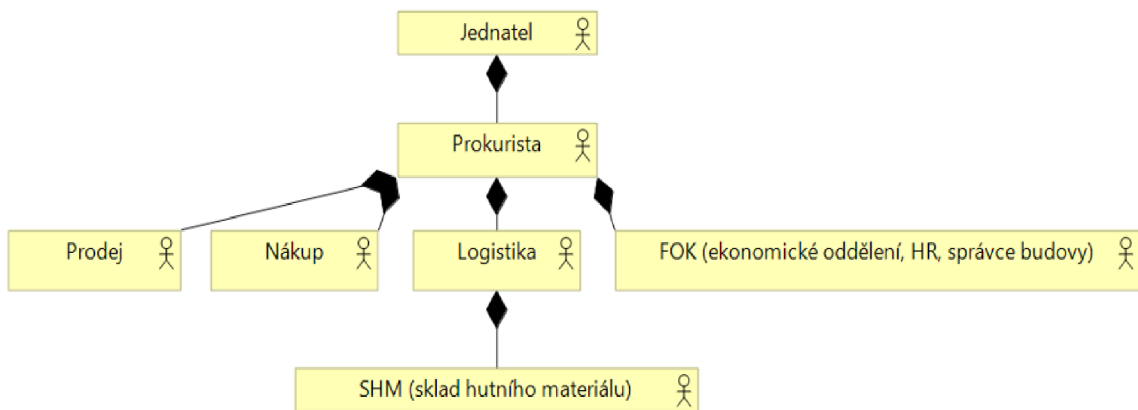 Jednatel
Prokurista
Prodej
Nákup
Logistika
FOK (ekonomické oddělení, HR, správce budovy)
SHM (sklad hutního materiálu)